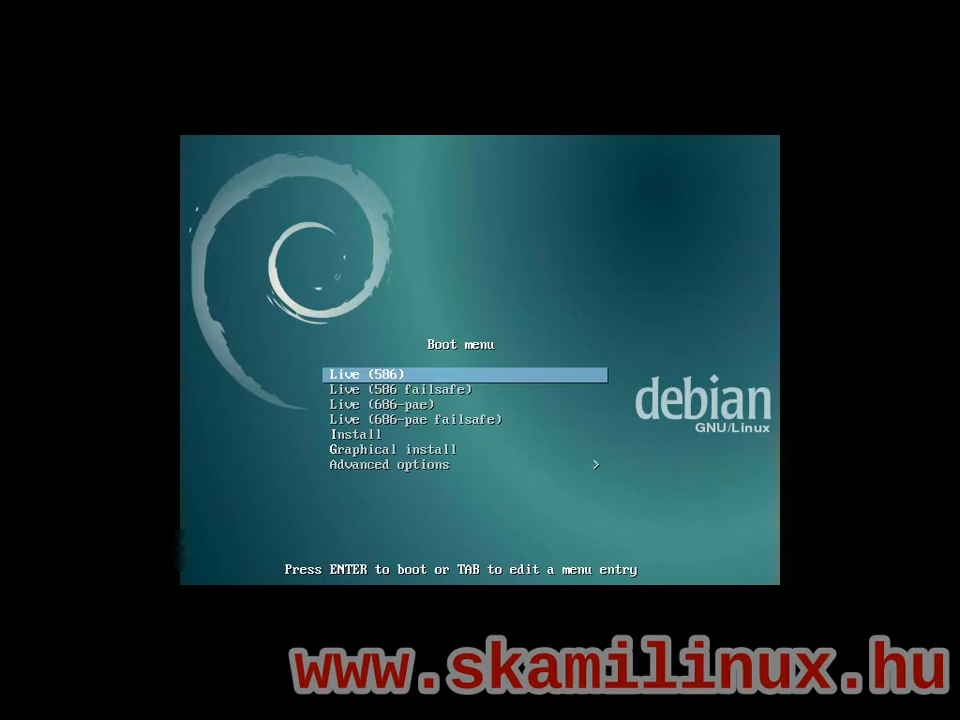 Boot menu
Live (586)
Live (586 failsafe)
Live (686-pae)
Live (686-pae failsafe)
Install
Graphical install
Advanced options >
debian
GNU/Linux
Press ENTER to boot or TAB to edit a menu entry
www.skamilinux.hu